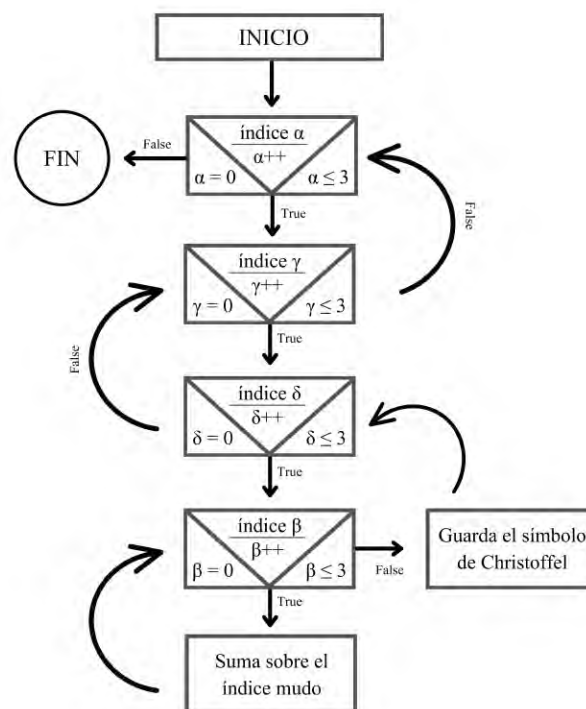 INICIO
índice α
α++
α = 0
α ≤ 3
False
FIN
True
False
índice γ
γ++
γ = 0
γ ≤ 3
True
False
índice δ
δ++
δ = 0
δ ≤ 3
True
índice β
β++
β = 0
β ≤ 3
False
Guarda el símbolo
de Christoffel
True
Suma sobre el
índice mudo